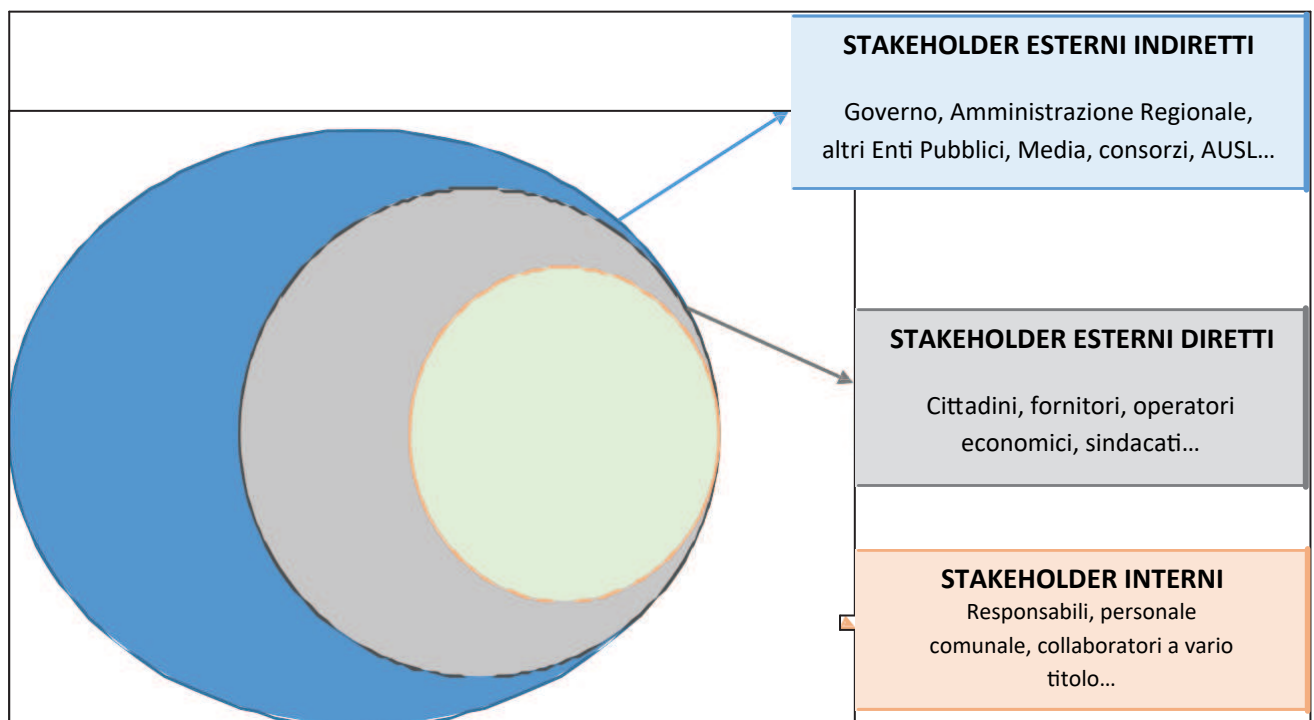 STAKEHOLDER ESTERNI INDIRETTI
Governo, Amministrazione Regionale,
altri Enti Pubblici, Media, consorzi, AUSL…
STAKEHOLDER ESTERNI DIRETTI
Cittadini, fornitori, operatori
economici, sindacati…
STAKEHOLDER INTERNI
Responsabili, personale
comunale, collaboratori a vario
titolo…